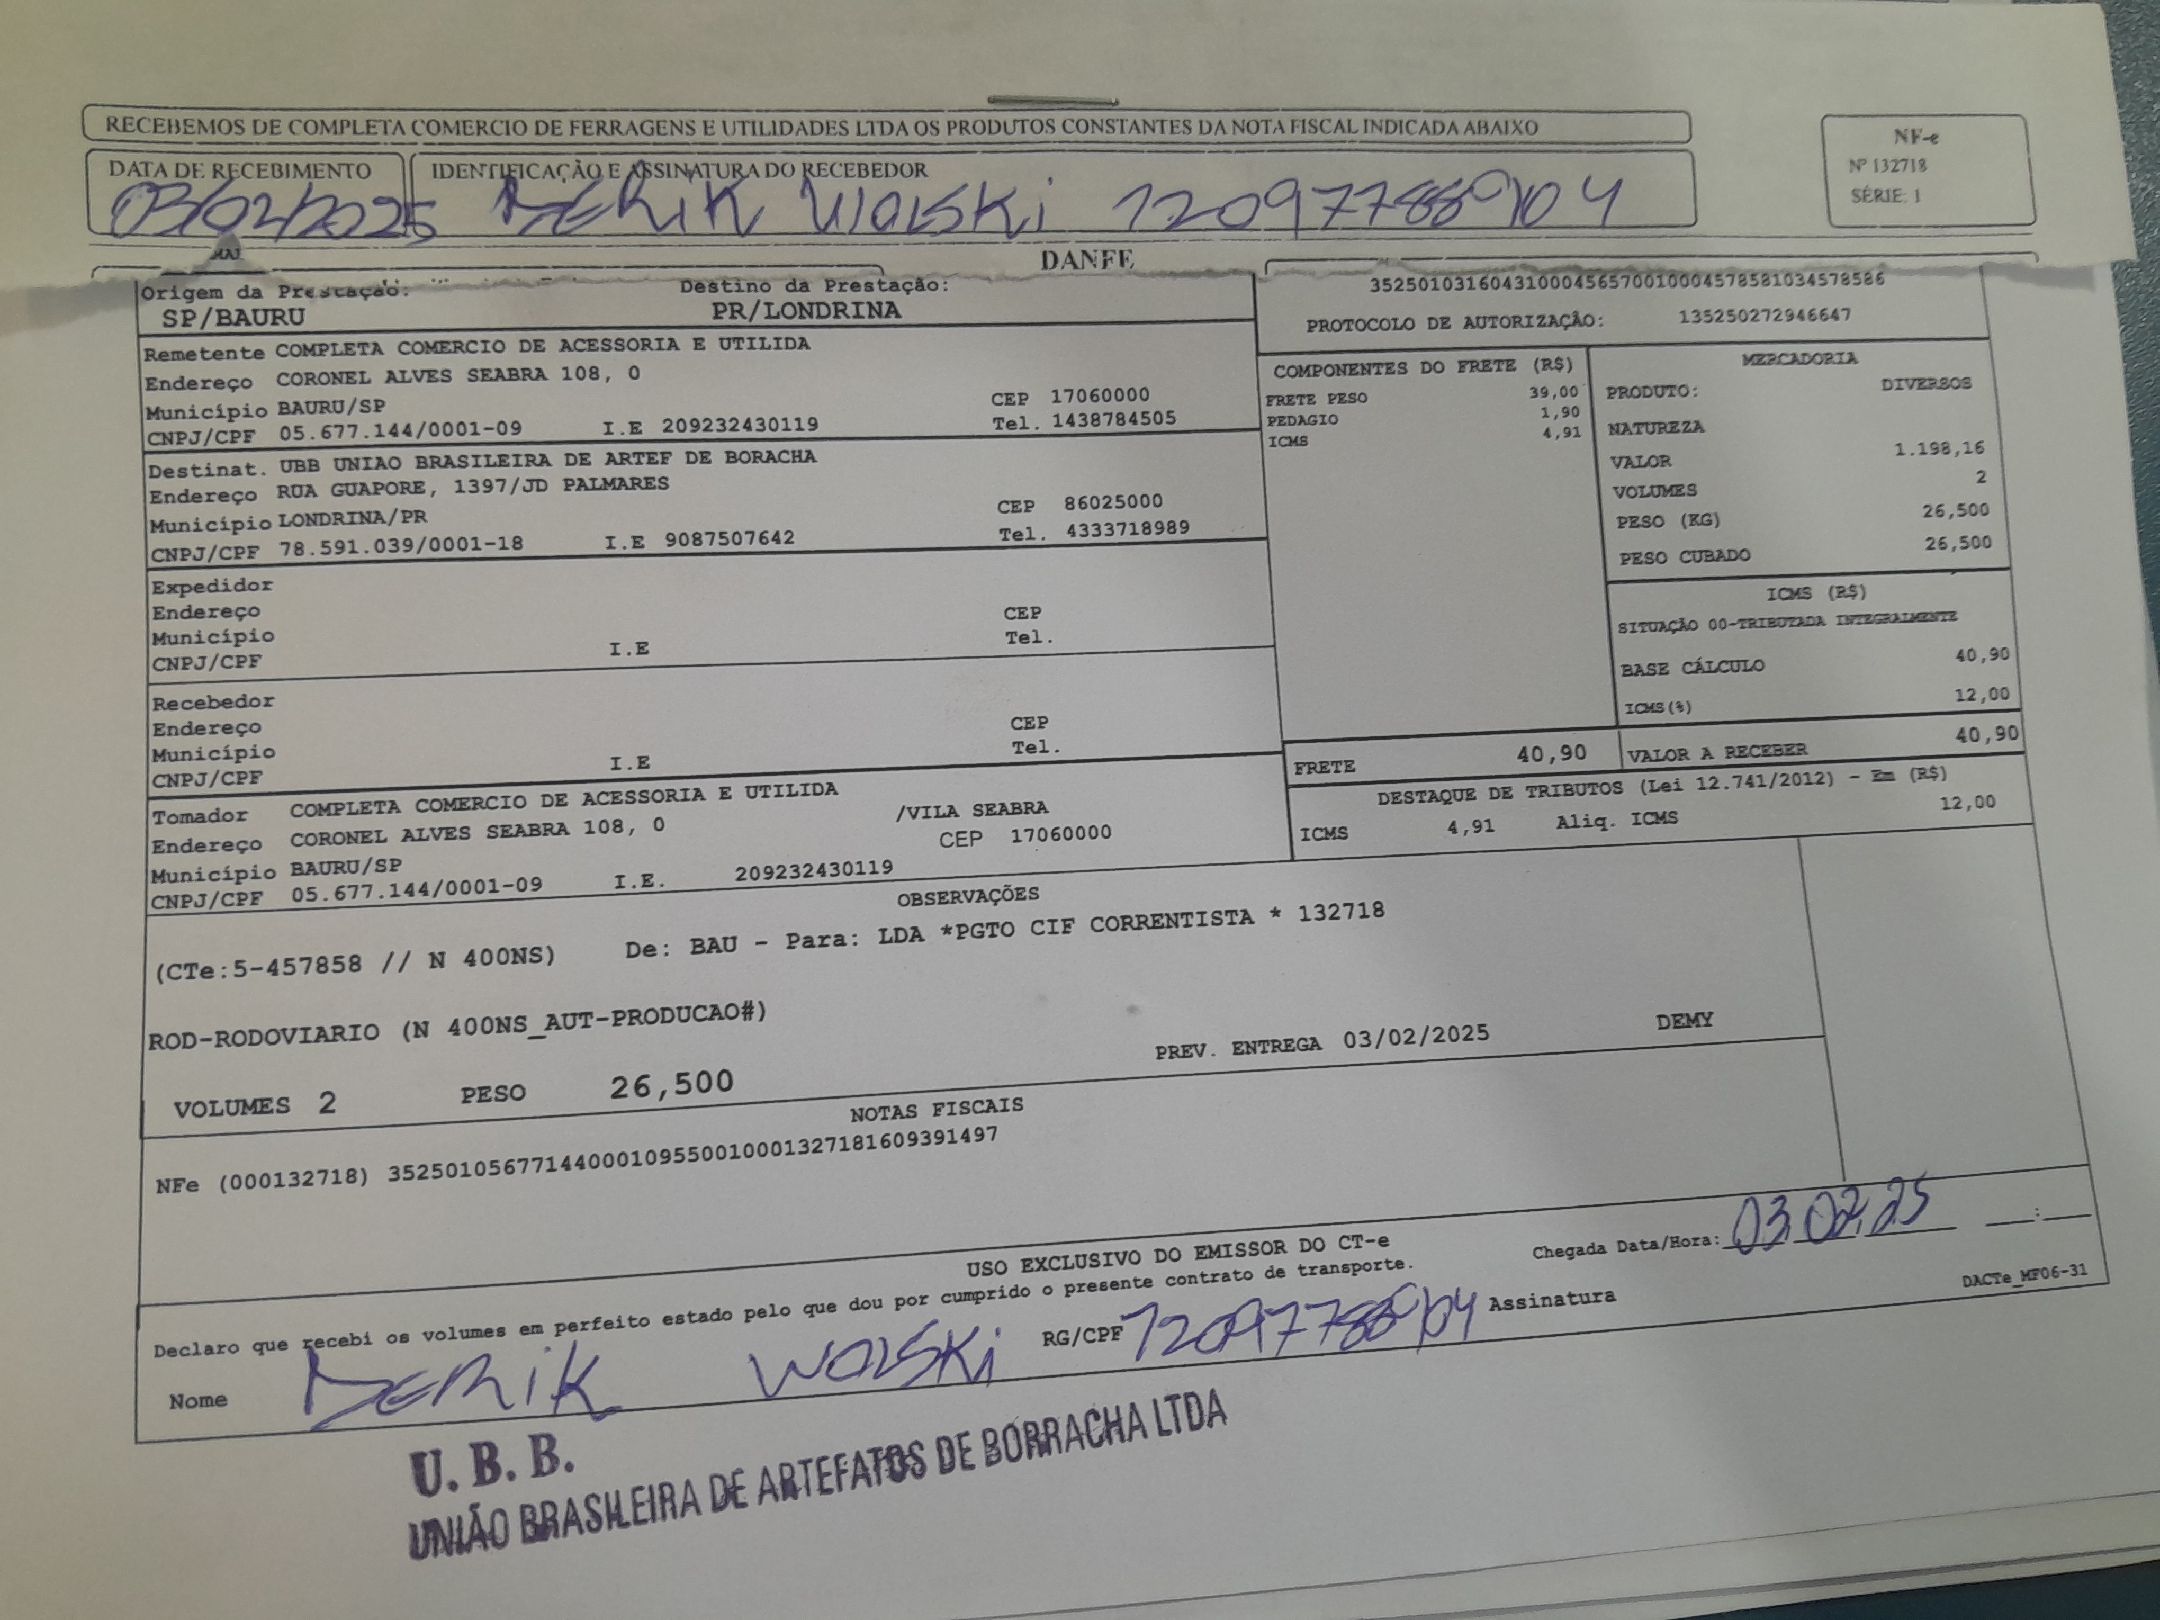 RECEBEMOS DE COMPLETA COMERCIO DE FERRAGENS E UTILIDADES LTDA OS PRODUTOS CONSTANTES DA NOTA FISCAL INDICADA ABAIXO
NF-e
Nº 132718
SÉRIE: 1
DATA DE RECEBIMENTO
03/02/2025
IDENTIFICAÇÃO E ASSINATURA DO RECEBEDOR
DERIK WOLSKI
DANFE
Origem da Prestação:
SP/BAURU
Destino da Prestação:
PR/LONDRINA
35250103160431000456570010004578581034578586
PROTOCOLO DE AUTORIZAÇÃO: 135250272946647
Remetente COMPLETA COMERCIO DE ACESSORIA E UTILIDA
Endereço CORONEL ALVES SEABRA 108, 0
Município BAURU/SP CEP 17060000
CNPJ/CPF 05.677.144/0001-09 I.E 209232430119 Tel. 1438784505
Destinat. UBB UNIAO BRASILEIRA DE ARTEF DE BORACHA
Endereço RUA GUAPORE, 1397/JD PALMARES
Município LONDRINA/PR CEP 86025000
CNPJ/CPF 78.591.039/0001-18 I.E 9087507642 Tel. 4333718989
Expedidor
Endereço
Município CEP
CNPJ/CPF I.E Tel.
Recebedor
Endereço
Município CEP
CNPJ/CPF I.E Tel.
Tomador COMPLETA COMERCIO DE ACESSORIA E UTILIDA
Endereço CORONEL ALVES SEABRA 108, 0 /VILA SEABRA
Município BAURU/SP CEP 17060000
CNPJ/CPF 05.677.144/0001-09 I.E. 209232430119
COMPONENTES DO FRETE (R$)
FRETE PESO 39,00
PEDAGIO 1,90
ICMS 4,91
MERCADORIA
PRODUTO: DIVERSOS
NATUREZA
VALOR 1.198,16
VOLUMES 2
PESO (KG) 26,500
PESO CUBADO 26,500
ICMS (R$)
SITUAÇÃO 00-TRIBUTADA INTEGRALMENTE
BASE CÁLCULO 40,90
ICMS(%) 12,00
FRETE 40,90 VALOR A RECEBER 40,90
DESTAQUE DE TRIBUTOS (Lei 12.741/2012) - Em (R$)
ICMS 4,91 Aliq. ICMS 12,00
OBSERVAÇÕES
(CTe:5-457858 // N 400NS) De: BAU - Para: LDA *PGTO CIF CORRENTISTA * 132718
ROD-RODOVIARIO (N 400NS_AUT-PRODUCAO#)
PREV. ENTREGA 03/02/2025 DEMY
VOLUMES 2 PESO 26,500
NOTAS FISCAIS
NFe (000132718) 35250105677144000109550010001327181609391497
USO EXCLUSIVO DO EMISSOR DO CT-e
Chegada Data/Hora: 03 02 25 __:__
Declaro que recebi os volumes em perfeito estado pelo que dou por cumprido o presente contrato de transporte.
DACTe_MF06-31
Nome DERIK WOLSKI RG/CPF Assinatura
U. B. B.
UNIÃO BRASILEIRA DE ARTEFATOS DE BORRACHA LTDA